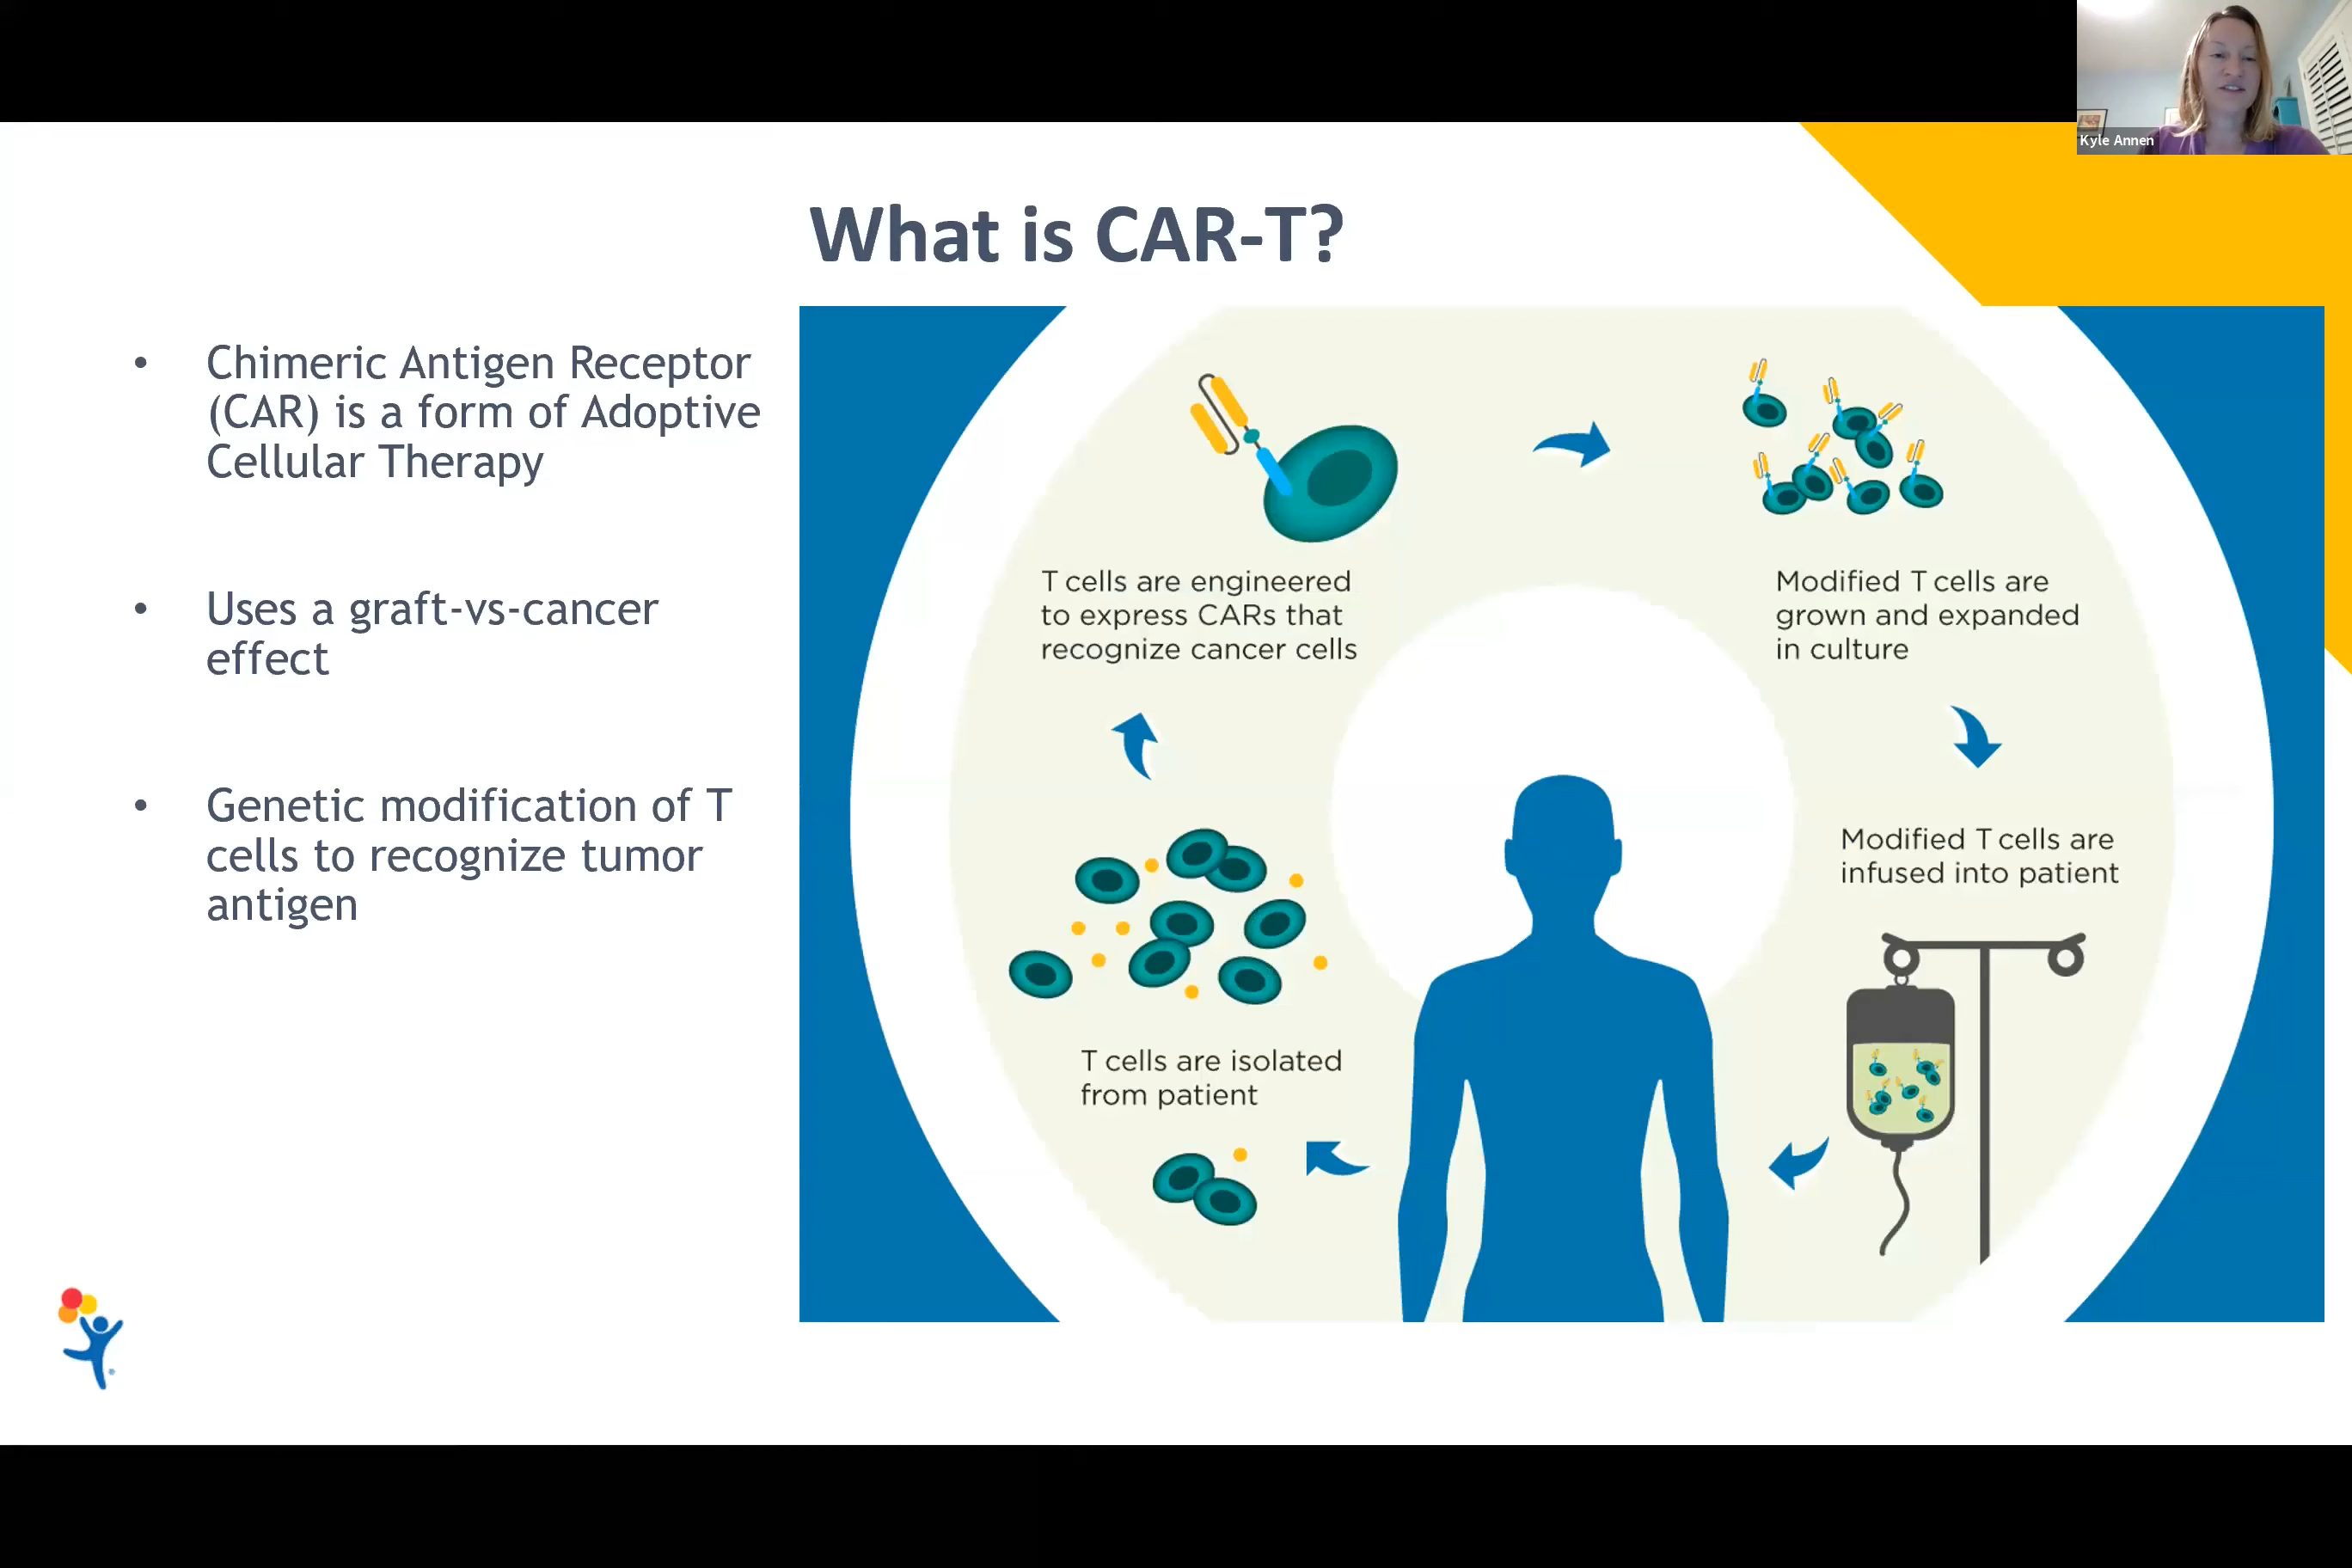 Kyle Annen
What is CAR-T?
• Chimeric Antigen Receptor
(CAR) is a form of Adoptive
Cellular Therapy
• Uses a graft-vs-cancer
effect
• Genetic modification of T
cells to recognize tumor
antigen
T cells are engineered
to express CARs that
recognize cancer cells
Modified T cells are
grown and expanded
in culture
Modified T cells are
infused into patient
T cells are isolated
from patient